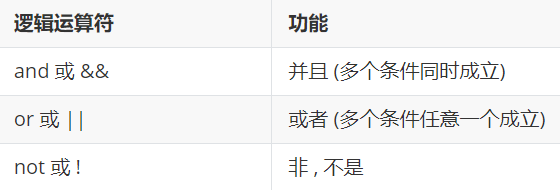 逻辑运算符 功能
and 或 && 并且 (多个条件同时成立)
or 或 || 或者 (多个条件任意一个成立)
not 或 ! 非 , 不是